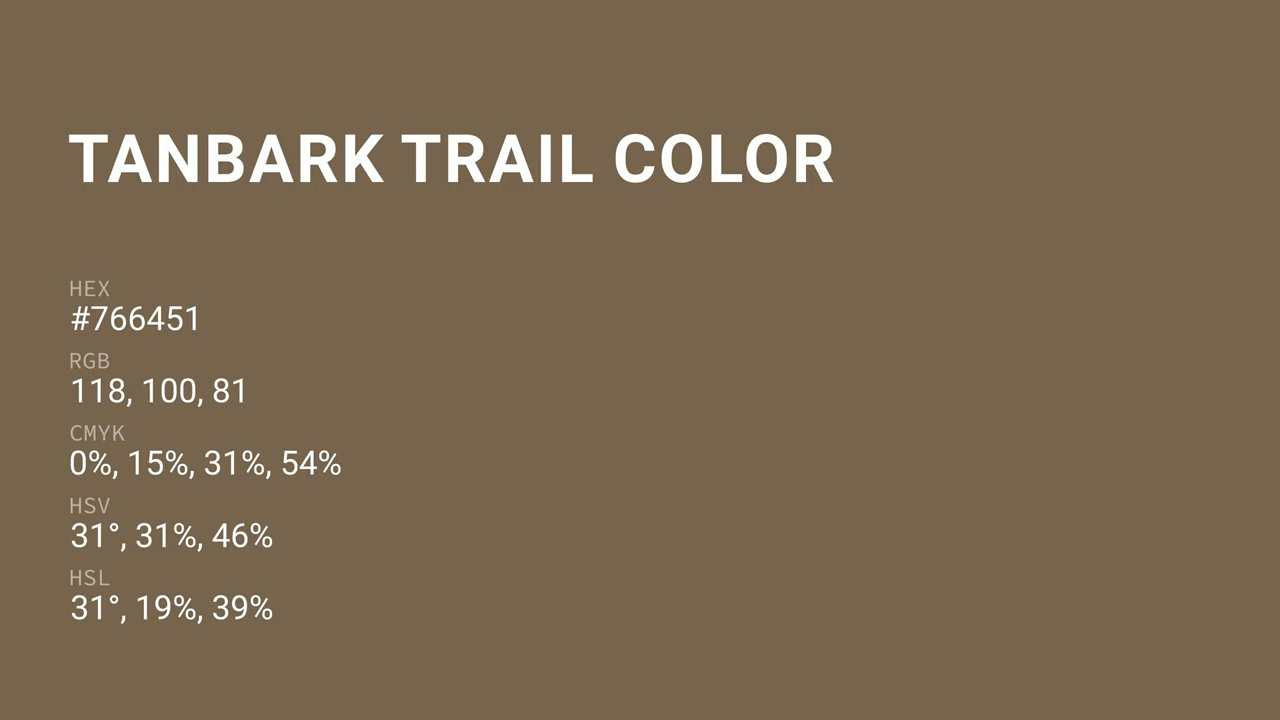 TANBARK TRAIL COLOR
HEX
#766451
RGB
118, 100, 81
CMYK
0%, 15%, 31%, 54%
HSV
31°, 31%, 46%
HSL
31°, 19%, 39%